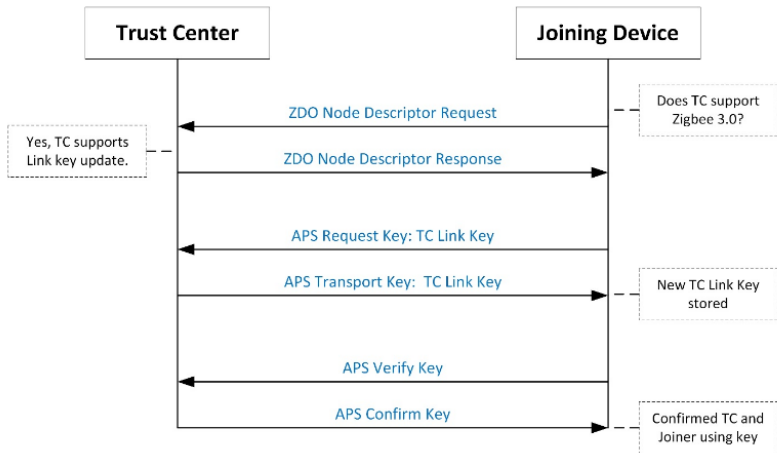 Trust Center
Joining Device
ZDO Node Descriptor Request
Does TC support
Zigbee 3.0?
Yes, TC supports
Link key update.
ZDO Node Descriptor Response
APS Request Key: TC Link Key
APS Transport Key:  TC Link Key
New TC Link Key
stored
APS Verify Key
APS Confirm Key
Confirmed TC and
Joiner using key